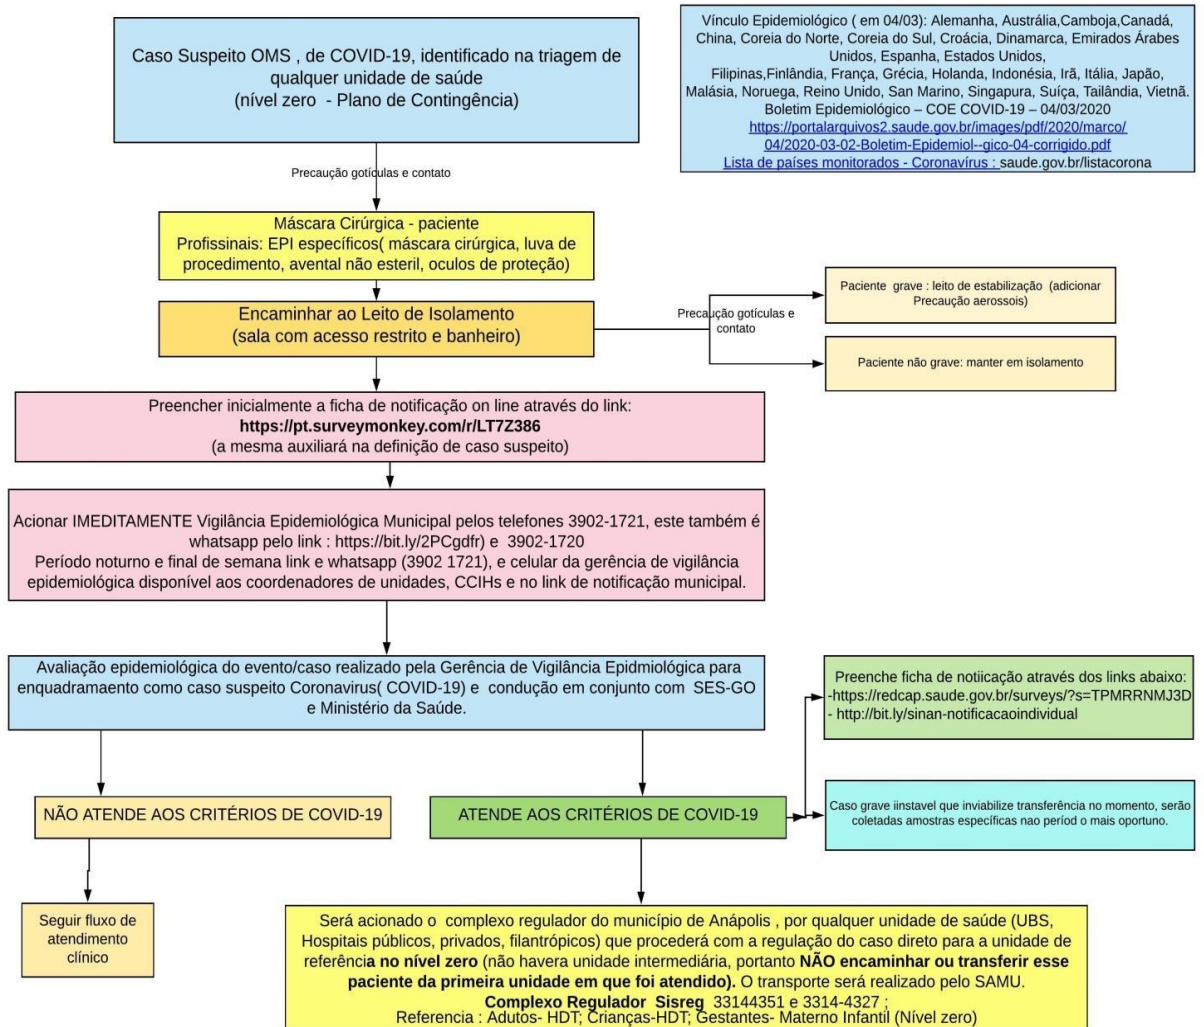 Caso Suspeito OMS , de COVID-19, identificado na triagem de
qualquer unidade de saúde
(nível zero - Plano de Contingência)
Vínculo Epidemiológico ( em 04/03): Alemanha, Austrália,Camboja,Canadá,
China, Coreia do Norte, Coreia do Sul, Croácia, Dinamarca, Emirados Árabes
Unidos, Espanha, Estados Unidos,
Filipinas,Finlândia, França, Grécia, Holanda, Indonésia, Irã, Itália, Japão,
Malásia, Noruega, Reino Unido, San Marino, Singapura, Suíça, Tailândia, Vietnã.
Boletim Epidemiológico – COE COVID-19 – 04/03/2020
https://portalarquivos2.saude.gov.br/images/pdf/2020/marco/
04/2020-03-02-Boletim-Epidemiol--gico-04-corrigido.pdf
Lista de países monitorados - Coronavírus : saude.gov.br/listacorona
Precaução gotículas e contato
Máscara Cirúrgica - paciente
Profissinais: EPI específicos( máscara cirúrgica, luva de
procedimento, avental não esteril, oculos de proteção)
Encaminhar ao Leito de Isolamento
(sala com acesso restrito e banheiro)
Precaução gotículas e
contato
Paciente grave : leito de estabilização (adicionar
Precaução aerossois)
Paciente não grave: manter em isolamento
Preencher inicialmente a ficha de notificação on line através do link:
https://pt.surveymonkey.com/r/LT7Z386
(a mesma auxiliará na definição de caso suspeito)
Acionar IMEDITAMENTE Vigilância Epidemiológica Municipal pelos telefones 3902-1721, este também é
whatsapp pelo link : https://bit.ly/2PCgdfr) e 3902-1720
Período noturno e final de semana link e whatsapp (3902 1721), e celular da gerência de vigilância
epidemiológica disponível aos coordenadores de unidades, CCIHs e no link de notificação municipal.
Avaliação epidemiológica do evento/caso realizado pela Gerência de Vigilância Epidmiológica para
enquadramaento como caso suspeito Coronavirus( COVID-19) e condução em conjunto com SES-GO
e Ministério da Saúde.
Preenche ficha de notiicação através dos links abaixo:
-https://redcap.saude.gov.br/surveys/?s=TPMRRNMJ3D
- http://bit.ly/sinan-notificacaoindividual
NÃO ATENDE AOS CRITÉRIOS DE COVID-19
ATENDE AOS CRITÉRIOS DE COVID-19
Caso grave iinstavel que inviabilize transferência no momento, serão
coletadas amostras específicas nao períod o mais oportuno.
Seguir fluxo de
atendimento
clínico
Será acionado o complexo regulador do município de Anápolis , por qualquer unidade de saúde (UBS,
Hospitais públicos, privados, filantrópicos) que procederá com a regulação do caso direto para a unidade de
referência no nível zero (não havera unidade intermediária, portanto NÃO encaminhar ou transferir esse
paciente da primeira unidade em que foi atendido). O transporte será realizado pelo SAMU.
Complexo Regulador Sisreg 33144351 e 3314-4327 ;
Referencia : Adutos- HDT; Crianças-HDT; Gestantes- Materno Infantil (Nível zero)